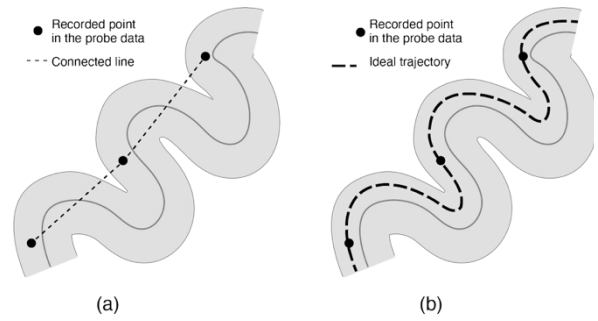 Recorded point
in the probe data
Connected line
(a)
Recorded point
in the probe data
Ideal trajectory
(b)